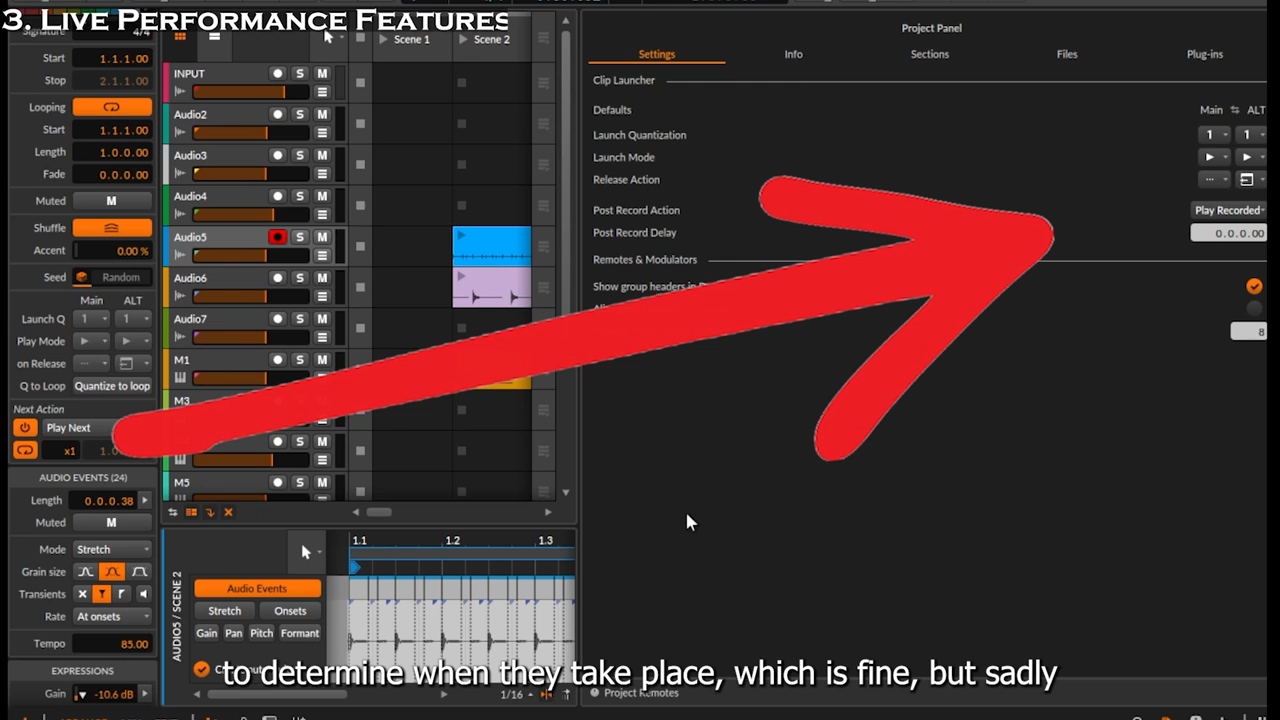 3. Live Performance Features
Signature 4/4
Start 1.1.1.00
Stop 2.1.1.00
Looping
Start 1.1.1.00
Length 1.0.0.00
Fade 0.0.0.00
Muted M
Shuffle
Accent 0.00 %
Seed Random
Main ALT
Launch Q 1 1
Play Mode
on Release ...
Q to Loop Quantize to loop
Next Action
Play Next
x1
AUDIO EVENTS (24)
Length 0.0.0.38
Muted M
Mode Stretch
Grain size
Transients
Rate At onsets
Tempo 85.00
EXPRESSIONS
Gain -10.6 dB
Scene 1 Scene 2
INPUT S M
Audio2 S M
Audio3 S M
Audio4 S M
Audio5 S M
Audio6 S M
Audio7 S M
M1 S M
M3
S M
M5 S M
AUDIO5 / SCENE 2
1.1 1.2 1.3
Audio Events
Stretch Onsets
Gain Pan Pitch Formant
1/16
Project Panel
Settings Info Sections Files Plug-ins
Clip Launcher
Defaults Main ALT
Launch Quantization 1 1
Launch Mode
Release Action ...
Post Record Action Play Recorded
Post Record Delay 0.0.0.00
Remotes & Modulators
Show group headers in
8
Project Remotes
to determine when they take place, which is fine, but sadly